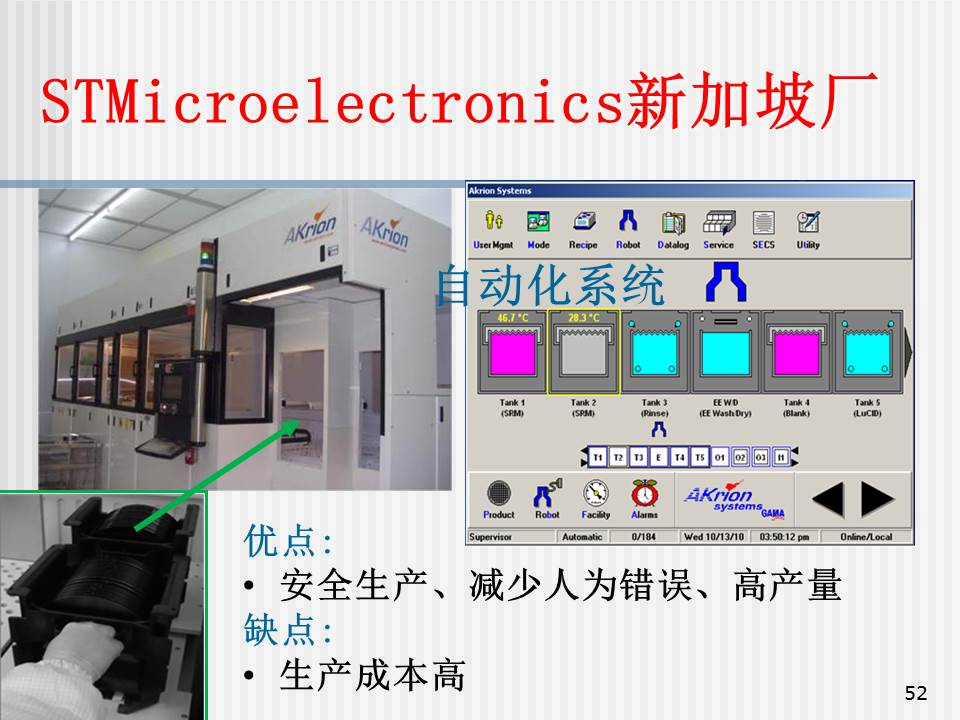 STMicroelectronics新加坡厂
Akrion
Akrion
Akrion Systems
User Mgmt Mode Recipe Robot Datalog Service SECS Utility
自动化系统
46.7 °C 28.3 °C
Tank 1 Tank 2 Tank 3 EE W/D Tank 4 Tank 5
(SRM) (SRM) (Rinse) (EE Wash/Dry) (Blank) (LuCID)
T1 T2 T3 E T4 T5 O1 O2 O3 I1
Product Robot Facility Alarms
Akrion
systems GAMA
Supervisor Automatic 0/184 Wed 10/13/10 03:50:12 pm Online/Local
优点:
• 安全生产、减少人为错误、高产量
缺点:
• 生产成本高
52